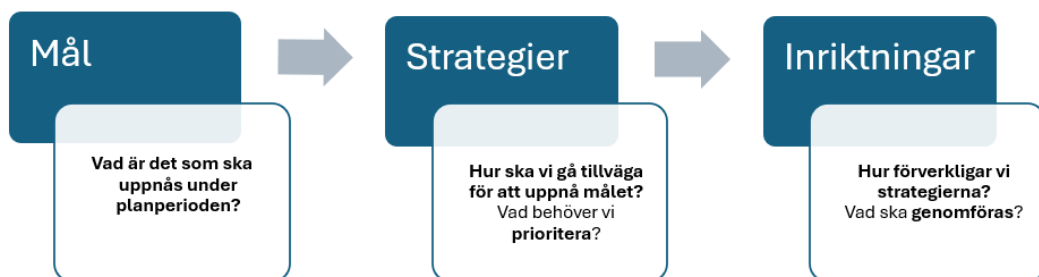 Mål
Vad är det som ska
uppnås under
planperioden?
Strategier
Hur ska vi gå tillväga
för att uppnå målet?
Vad behöver vi
prioritera?
Inriktningar
Hur förverkligar vi
strategierna?
Vad ska genomföras?